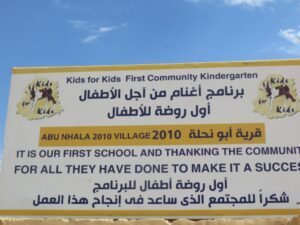 Kids for Kids First Community Kindergarten
برنامج أغنام من آجل الأطفال
أول روضة للأطفال
ABU NHALA 2010 VILLAGE 2010 قرية أبو نحلة
IT IS OUR FIRST SCHOOL AND THANKING THE COMMUNIT
FOR ALL THEY HAVE DONE TO MAKE IT A SUCCES
أول روضة أطفال للبرنامج
شكراً للمجتمع الذى ساعد فى إنجاح هذا العمل
Kids for Kids
Kids for Kids